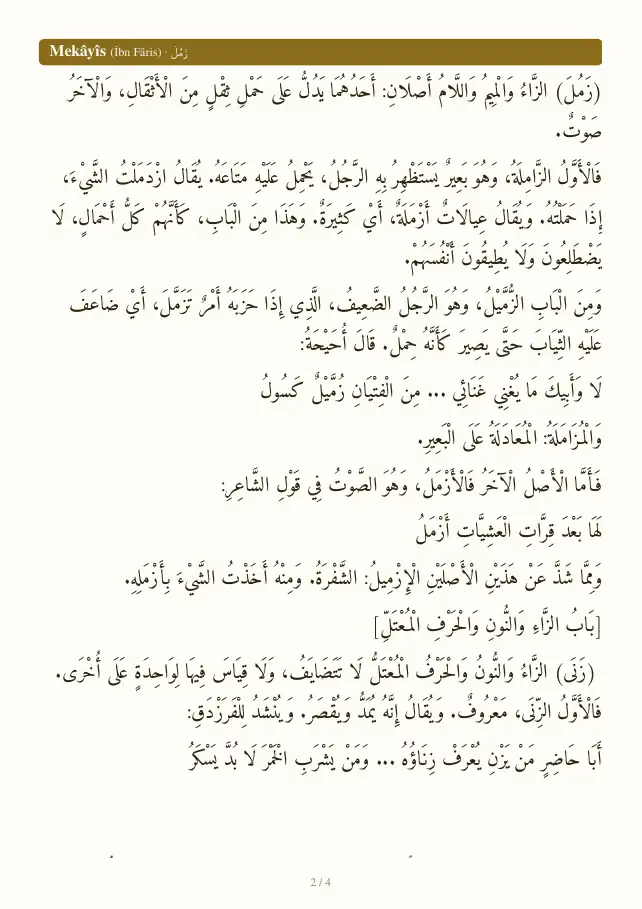 Mekâyîs (İbn Fâris) · زَمُلَ
(زَمُلَ) الزَّاءُ وَالْمِيمُ وَاللَّامُ أَصْلَانِ: أَحَدُهُمَا يَدُلُّ عَلَى حَمْلِ ثِقْلٍ مِنَ الْأَثْقَالِ، وَالْآخَرُ
صَوْتٌ.
فَالْأَوَّلُ الزَّامِلَةُ، وَهُوَ بَعِيرٌ يَسْتَظْهِرُ بِهِ الرَّجُلُ، يَحْمِلُ عَلَيْهِ مَتَاعَهُ. يُقَالُ ازْدَمَلْتُ الشَّيْءَ،
إِذَا حَمَلْتُهُ. وَيُقَالُ عِيالَاتٌ أَزْمَلَةٌ، أَيْ كَثِيرَةٌ. وَهَذَا مِنَ الْبَابِ، كَأَنَّهُمْ كَلُّ أَحْمَالٍ، لَا
يَضْطَلِعُونَ وَلَا يُطِيقُونَ أَنْفُسَهُمْ.
وَمِنَ الْبَابِ الزُّمَّيْلُ، وَهُوَ الرَّجُلُ الضَّعِيفُ، الَّذِي إِذَا حَزَبَهُ أَمْرٌ تَزَمَّلَ، أَيْ ضَاعَفَ
عَلَيْهِ الثِّيَابَ حَتَّى يَصِيرَ كَأَنَّهُ حِمْلٌ. قَالَ أُحَيْحَةُ:
لَا وَأَبِيكَ مَا يُغْنِي غَنَائِي ... مِنَ الْفِتْيَانِ زُمَّيْلٌ كَسُولُ
وَالْمُزَامَلَةُ: الْمُعَادَلَةُ عَلَى الْبَعِيرِ.
فَأَمَّا الْأَصْلُ الْآخَرُ فَالْأَزْمَلُ، وَهُوَ الصَّوْتُ فِي قَوْلِ الشَّاعِرِ:
لَهَا بَعْدَ قِرَّاتِ الْعَشِيَّاتِ أَزْمَلُ
وَمِمَّا شَذَّ عَنْ هَذَيْنِ الْأَصْلَيْنِ الْإِزْمِيلُ: الشَّفْرَةُ. وَمِنْهُ أَخَذْتُ الشَّيْءَ بِأَزْمَلِهِ.
[بَابُ الزَّاءِ وَالنُّونِ وَالْحَرْفِ الْمُعْتَلِّ]
(زَنَى) الزَّاءُ وَالنُّونُ وَالْحَرْفُ الْمُعْتَلُّ لَا تَتَضَايَفُ، وَلَا قِيَاسَ فِيهَا لِوَاحِدَةٍ عَلَى أُخْرَى.
فَالْأَوَّلُ الزِّنَى، مَعْرُوفٌ. وَيُقَالُ إِنَّهُ يُمَدُّ وَيُقْصَرُ. وَيُنْشَدُ لِلْفَرَزْدَقِ:
أَبَا حَاضِرٍ مَنْ يَزْنِ يُعْرَفْ زِنَاؤُهُ ... وَمَنْ يَشْرَبِ الْخَمْرَ لَا بُدَّ يَسْكَرُ
2 / 4